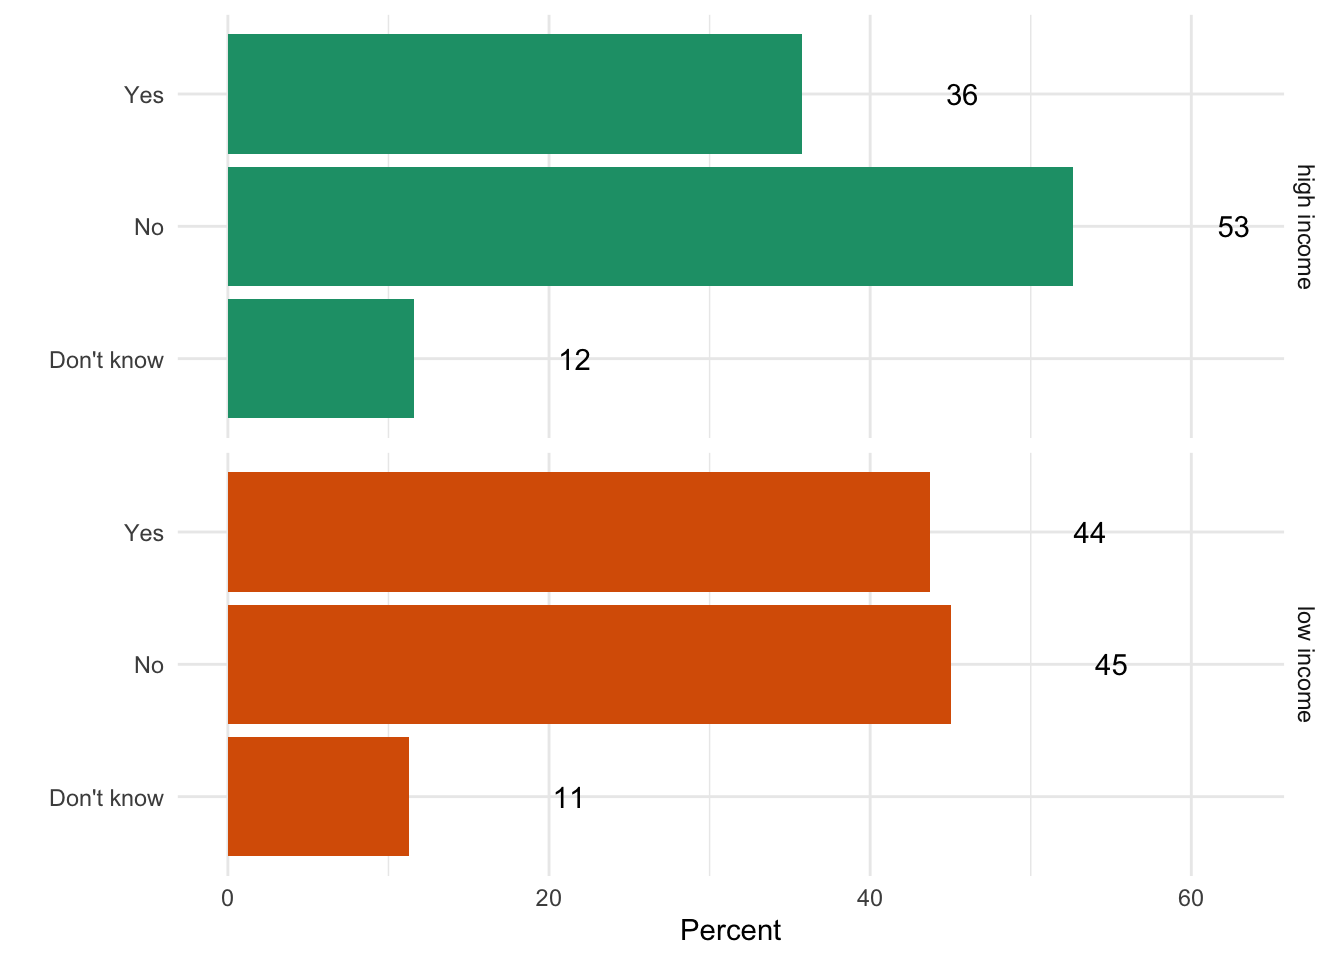 Yes
36
No
53
Don't know
12
high income
Yes
44
No
45
Don't know
11
low income
0 20 40 60
Percent